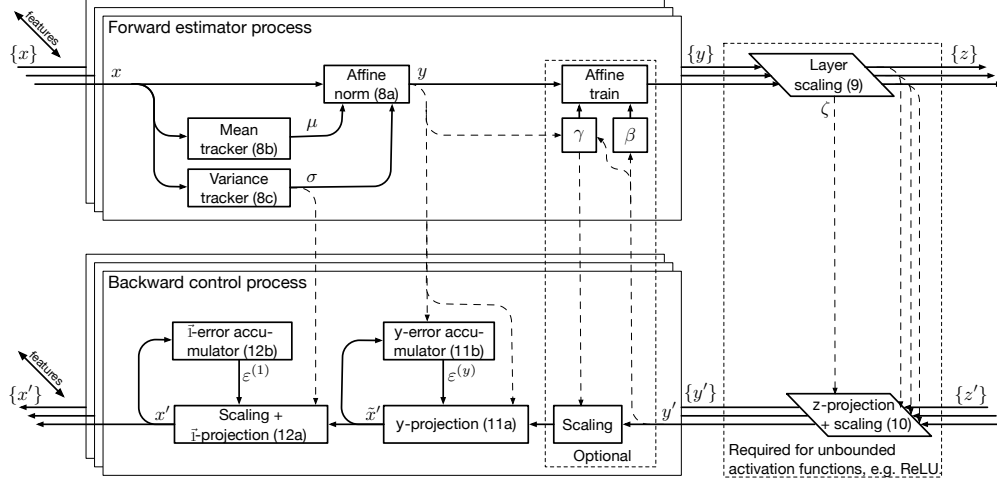 features
Forward estimator process
{x}
x
Affine
norm (8a)
y
Affine
train
{y}
Layer
scaling (9)
{z}
ζ
Mean
tracker (8b)
μ
γ
β
Variance
tracker (8c)
σ
Backward control process
features
1⃗-error accu-
mulator (12b)
y-error accu-
mulator (11b)
ε(1)
ε(y)
{x′}
x′
Scaling +
1⃗-projection (12a)
x̃′
y-projection (11a)
Scaling
y′
{y′}
z-projection
+ scaling (10)
{z′}
Optional
Required for unbounded
activation functions, e.g. ReLU.